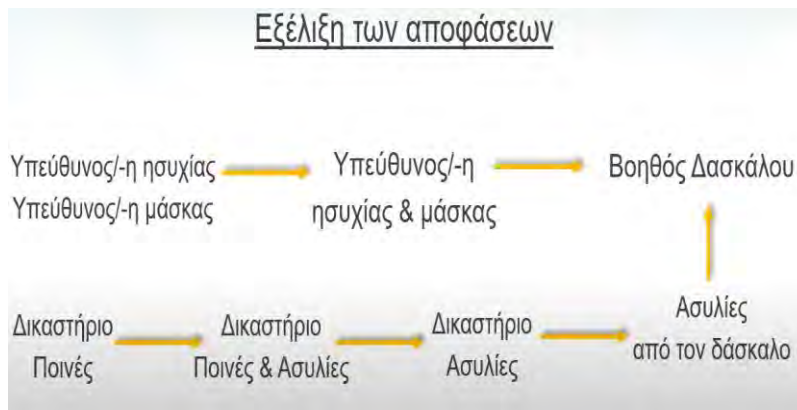 Εξέλιξη των αποφάσεων
Υπεύθυνος/-η ησυχίας
Υπεύθυνος/-η μάσκας
Υπεύθυνος/-η
ησυχίας & μάσκας
Βοηθός Δασκάλου
Δικαστήριο
Ποινές
Δικαστήριο
Ποινές & Ασυλίες
Δικαστήριο
Ασυλίες
Ασυλίες
από τον δάσκαλο